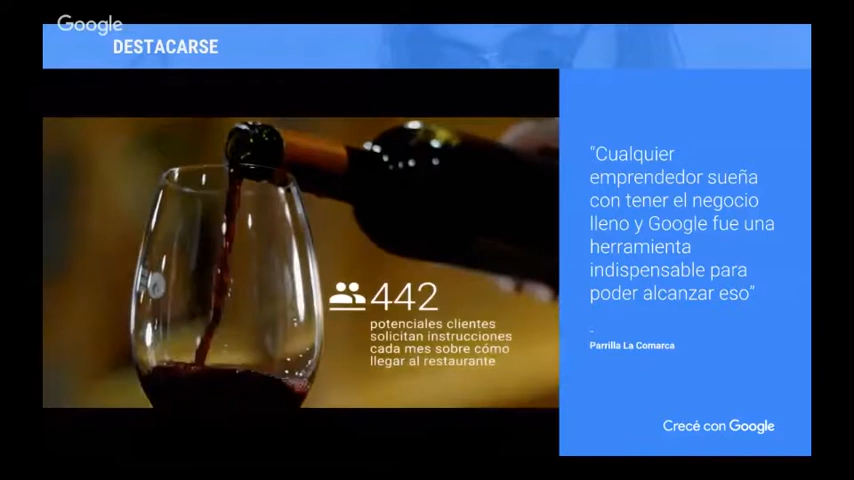 Google
DESTACARSE
442
potenciales clientes
solicitan instrucciones
cada mes sobre cómo
llegar al restaurante
“Cualquier
emprendedor sueña
con tener el negocio
lleno y Google fue una
herramienta
indispensable para
poder alcanzar eso”
-
Parrilla La Comarca
Crecé con Google